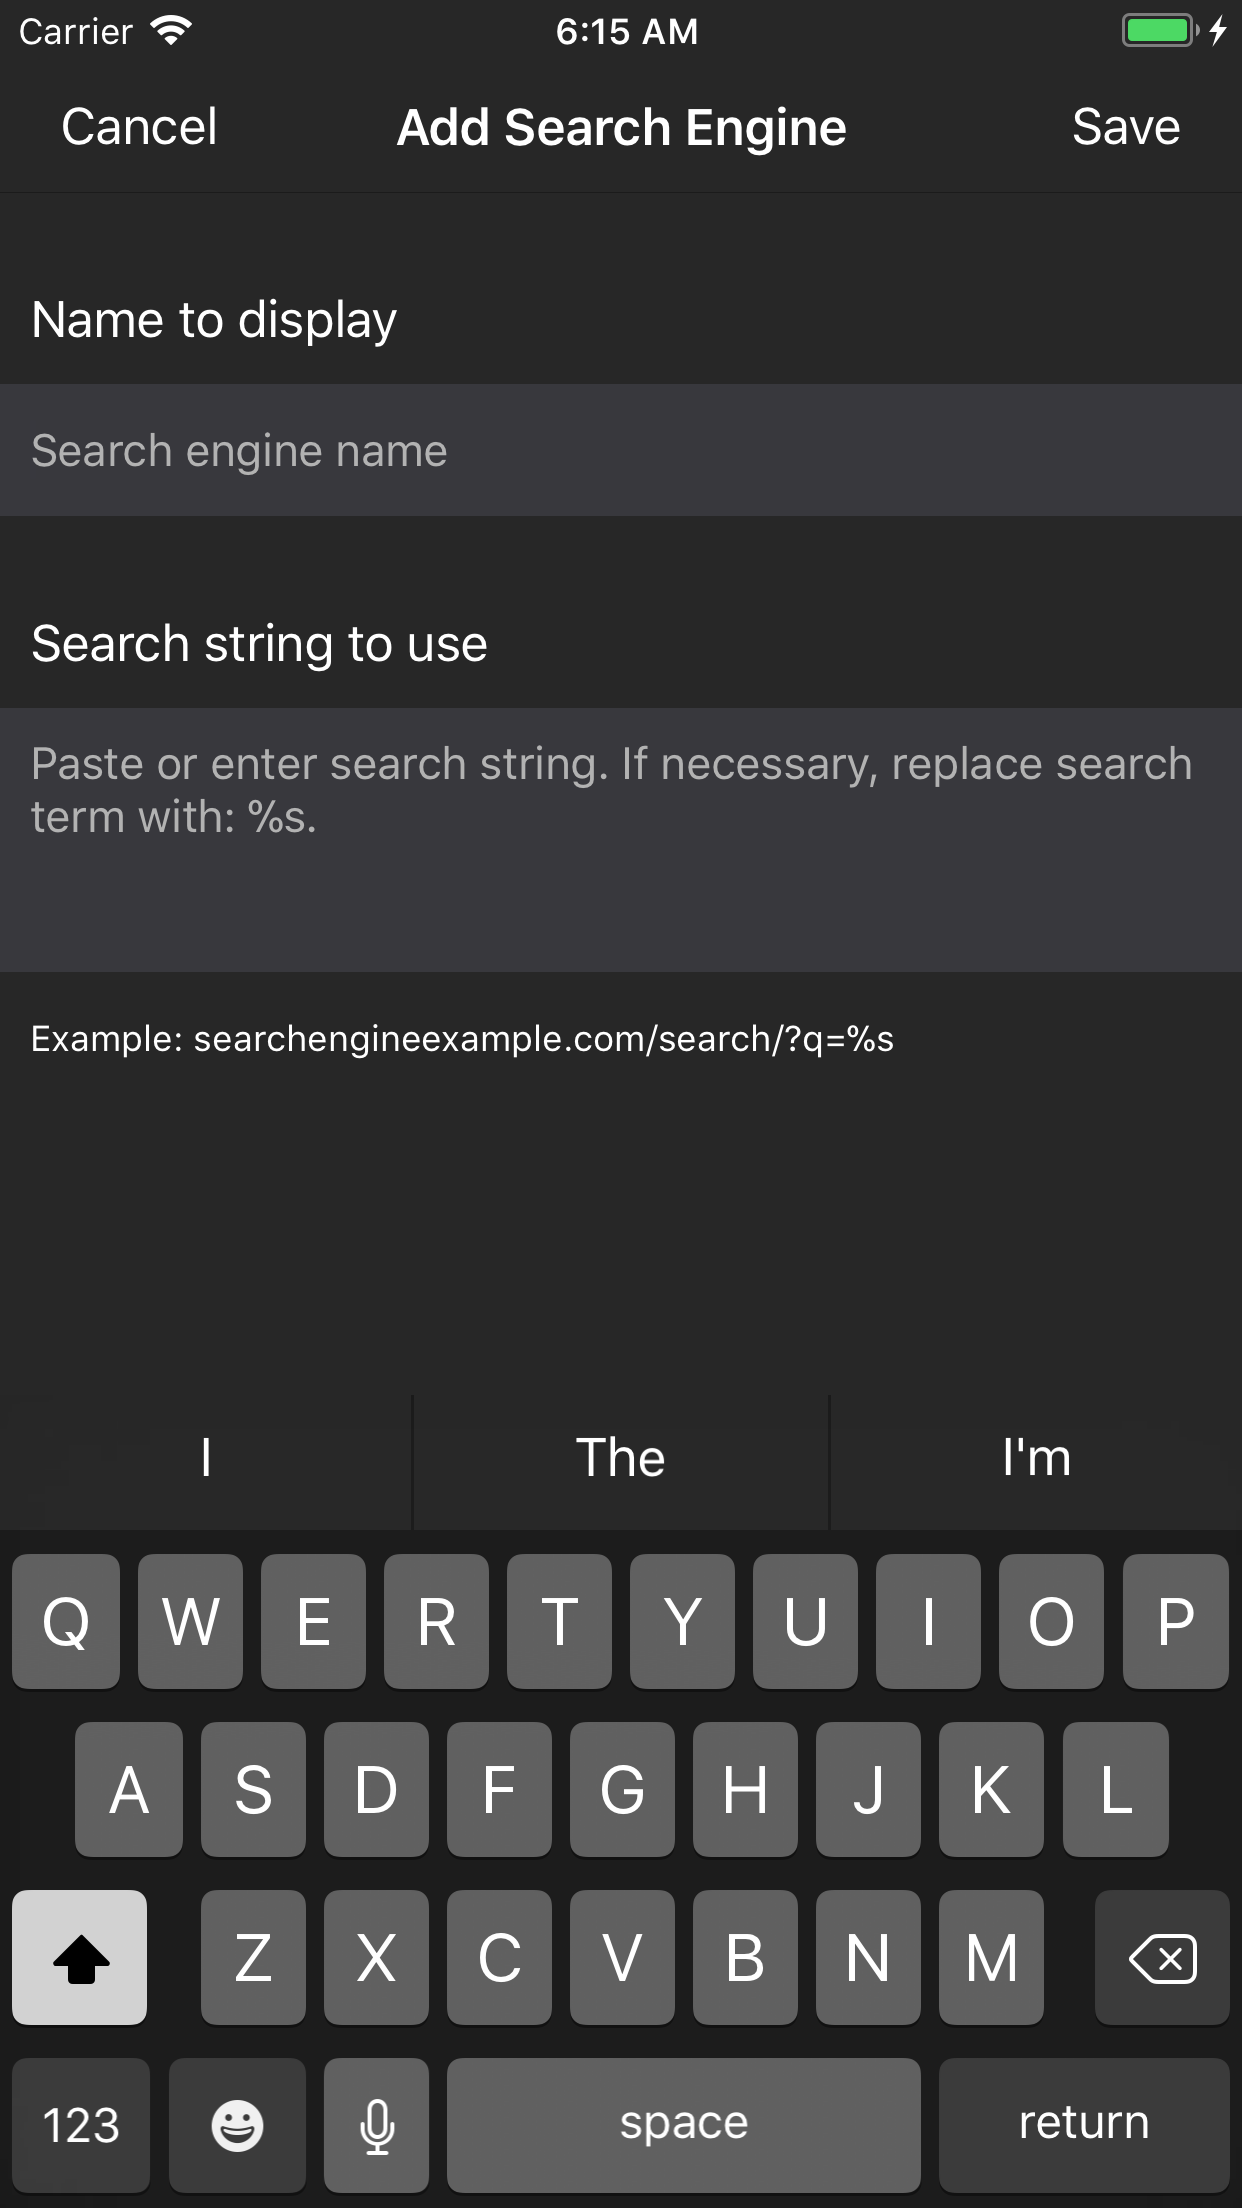 Carrier 6:15 AM
Cancel Add Search Engine Save
Name to display
Search engine name
Search string to use
Paste or enter search string. If necessary, replace search
term with: %s.
Example: searchengineexample.com/search/?q=%s
I The I'm
Q W E R T Y U I O P
A S D F G H J K L
Z X C V B N M
123 space return